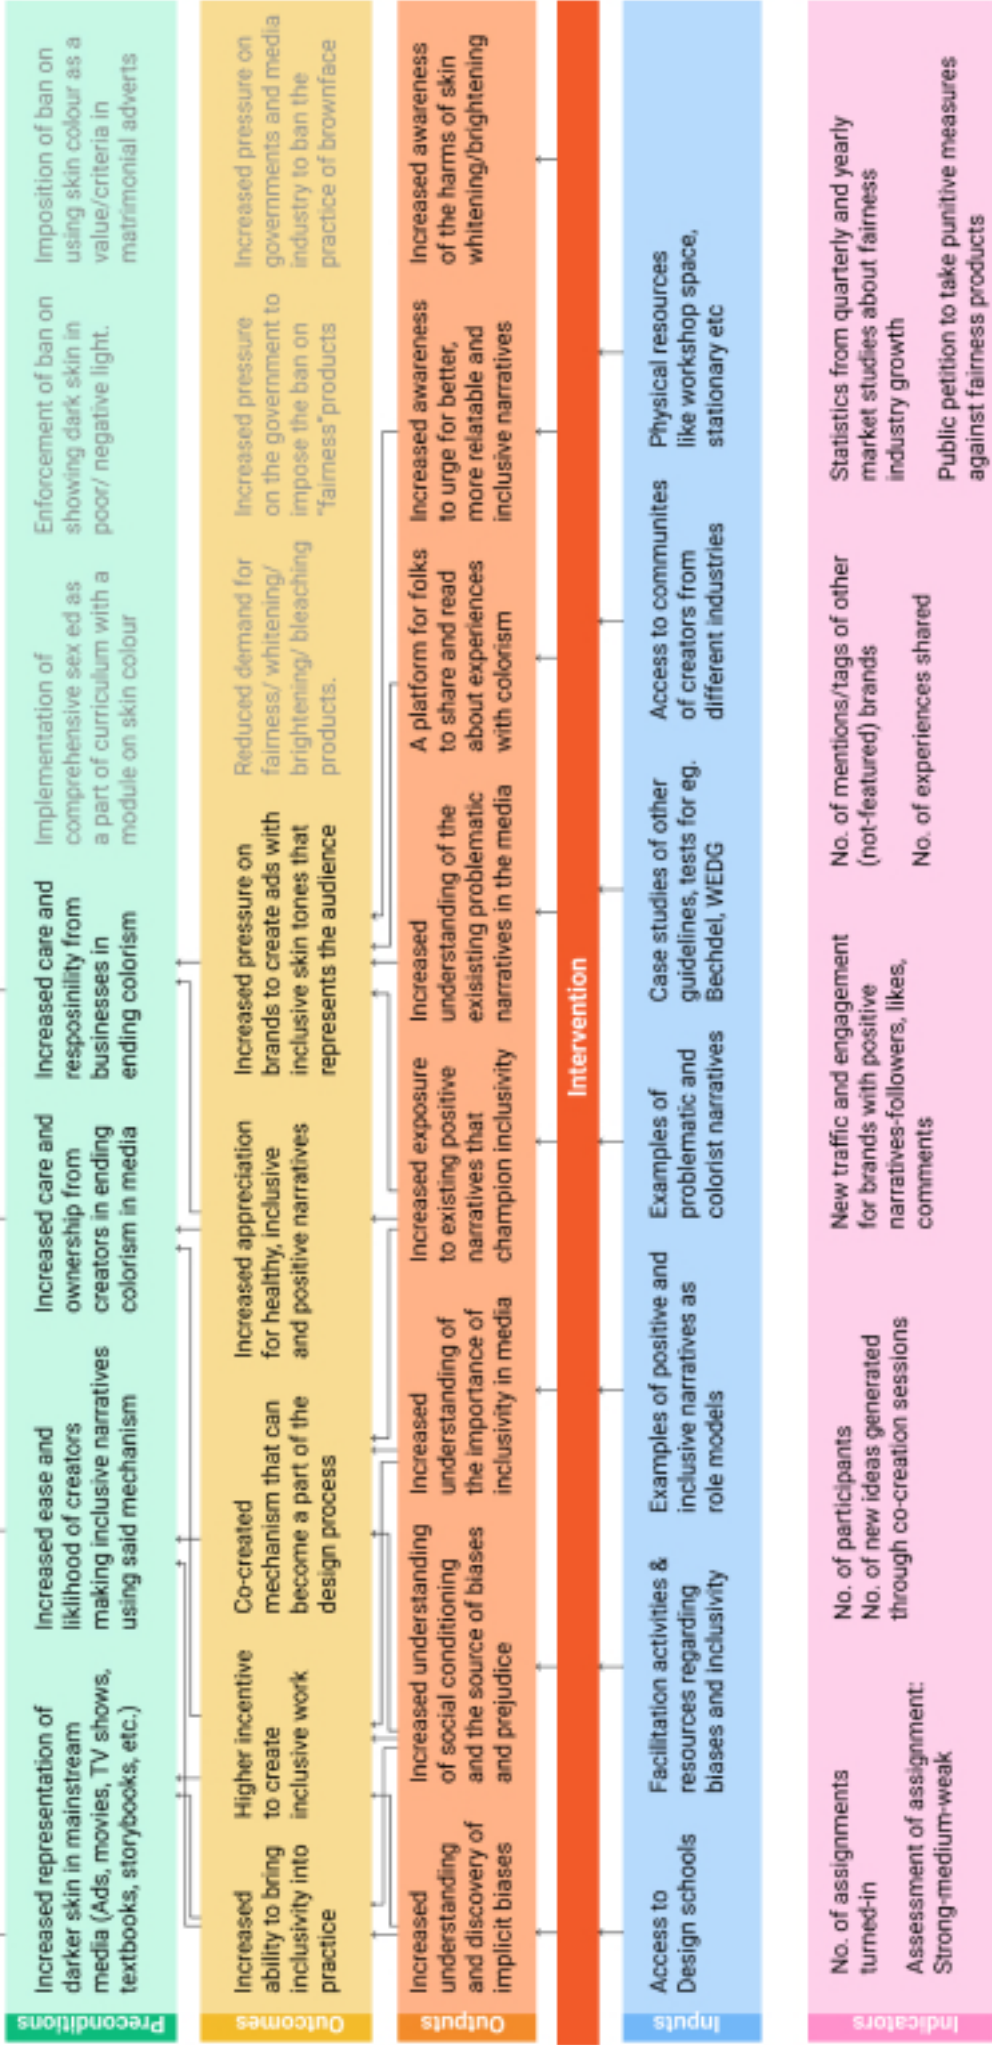 Preconditions
Increased representation of
darker skin in mainstream
media (Ads, movies, TV shows,
textbooks, storybooks, etc.)
Increased ease and
liklihood of creators
making inclusive narratives
using said mechanism
Increased care and
ownership from
creators in ending
colorism in media
Increased care and
resposinility from
businesses in
ending colorism
Implementation of
comprehensive sex ed as
a part of curriculum with a
module on skin colour
Enforcement of ban on
showing dark skin in
poor/ negative light.
Imposition of ban on
using skin colour as a
value/criteria in
matrimonial adverts
Outcomes
Increased
ability to bring
inclusivity into
practice
Higher incentive
to create
inclusive work
Co-created
mechanism that can
become a part of the
design process
Increased appreciation
for healthy, inclusive
and positive narratives
Increased pressure on
brands to create ads with
inclusive skin tones that
represents the audience
Reduced demand for
fairness/ whitening/
brightening/ bleaching
products.
Increased pressure
on the government to
impose the ban on
"fairness"products
Increased pressure on
governments and media
industry to ban the
practice of brownface
Outputs
Increased
understanding
and discovery of
implicit biases
Increased understanding
of social conditioning
and the source of biases
and prejudice
Increased
understanding of
the importance of
inclusivity in media
Increased exposure
to existing positive
narratives that
champion inclusivity
Increased
understanding of the
exisisting problematic
narratives in the media
A platform for folks
to share and read
about experiences
with colorism
Increased awareness
to urge for better,
more relatable and
inclusive narratives
Increased awareness
of the harms of skin
whitening/brightening
Intervention
Inputs
Access to
Design schools
Facilitation activities &
resources regarding
biases and inclusivity
Examples of positive and
inclusive narratives as
role models
Examples of
problematic and
colorist narratives
Case studies of other
guidelines, tests for eg.
Bechdel, WEDG
Access to communites
of creators from
different industries
Physical resources
like workshop space,
stationary etc
Indicators
No. of assignments
turned-in
Assessment of assignment:
Strong-medium-weak
No. of participants
No. of new ideas generated
through co-creation sessions
New traffic and engagement
for brands with positive
narratives-followers, likes,
comments
No. of mentions/tags of other
(not-featured) brands
No. of experiences shared
Statistics from quarterly and yearly
market studies about fairness
industry growth
Public petition to take punitive measures
against fairness products